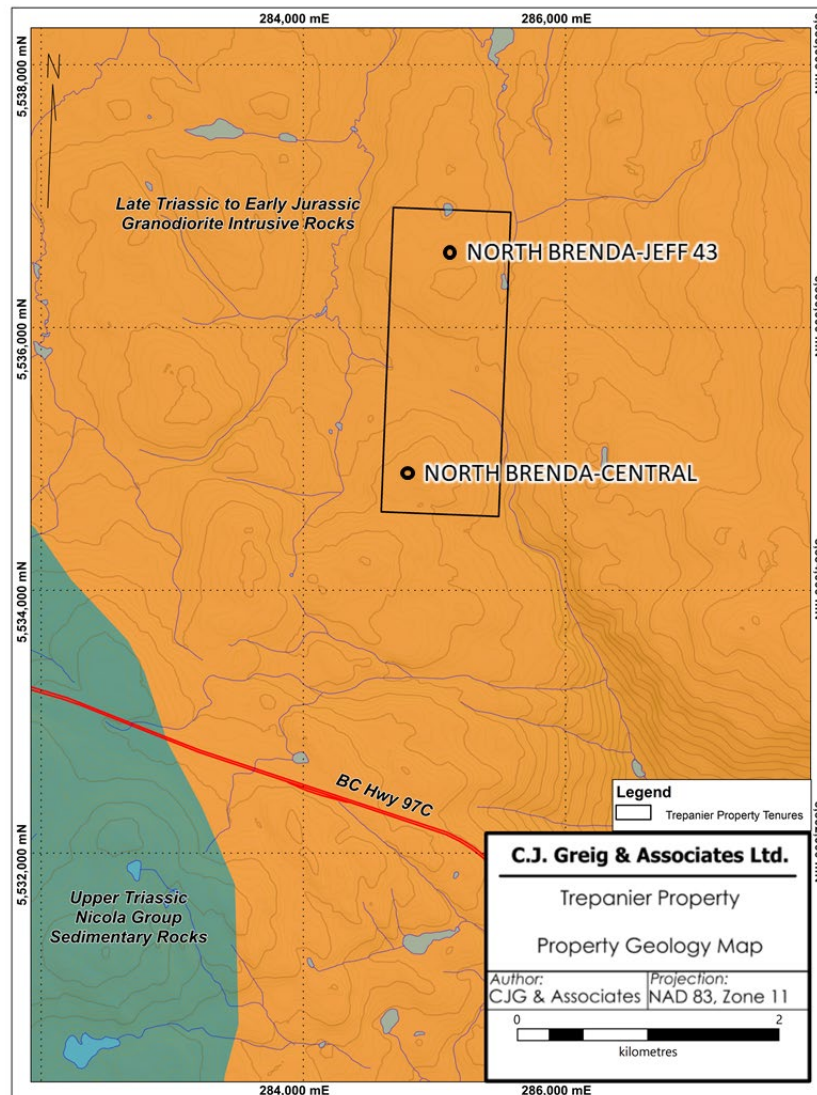 284,000 mE
286,000 mE
5,538,000 mN
N
Late Triassic to Early Jurassic
Granodiorite Intrusive Rocks
NORTH BRENDA-JEFF 43
5,536,000 mN
NORTH BRENDA-CENTRAL
5,534,000 mN
BC Hwy 97C
Legend
Trepanier Property Tenures
5,532,000 mN
Upper Triassic
Nicola Group
Sedimentary Rocks
C.J. Greig & Associates Ltd.
Trepanier Property
Property Geology Map
Author:
CJG & Associates
Projection:
NAD 83, Zone 11
0
2
kilometres
284,000 mE
286,000 mE